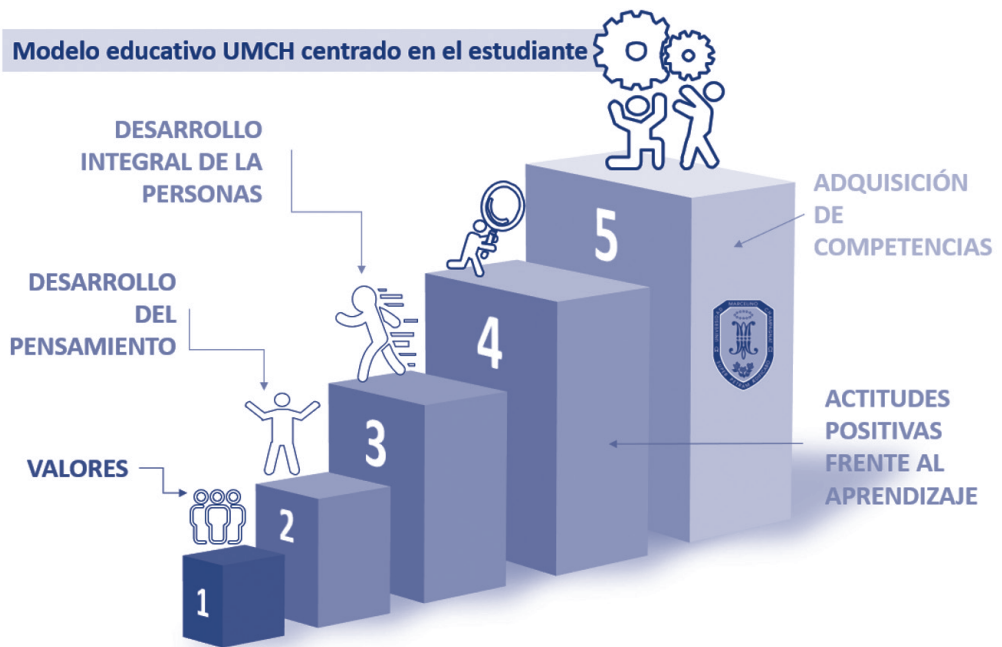 Modelo educativo UMCH centrado en el estudiante
DESARROLLO
INTEGRAL DE LA
PERSONAS
DESARROLLO
DEL
PENSAMIENTO
VALORES
1
2
3
4
5
ADQUISICIÓN
DE
COMPETENCIAS
ACTITUDES
POSITIVAS
FRENTE AL
APRENDIZAJE